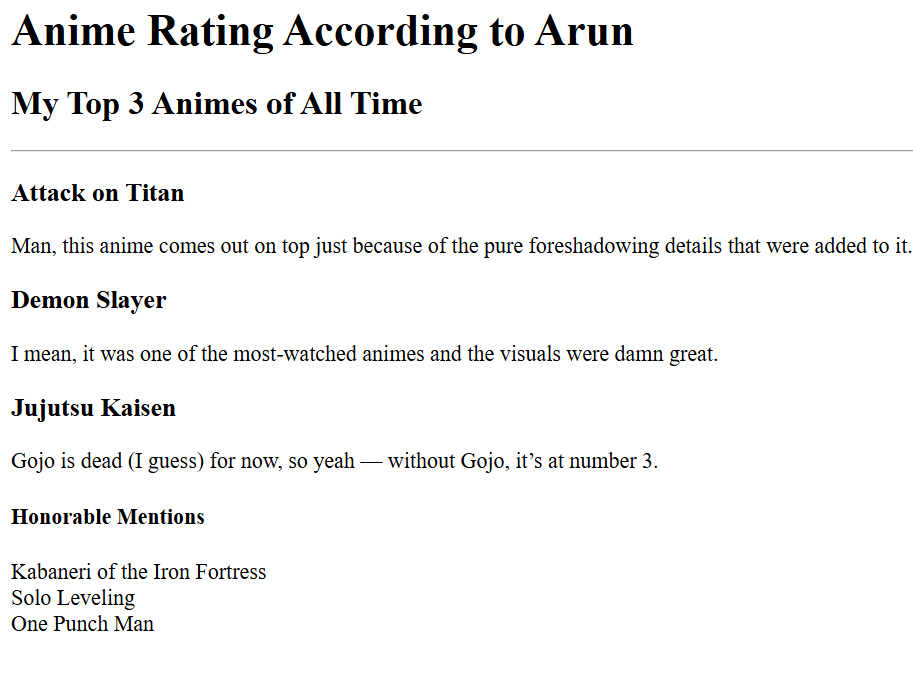 Anime Rating According to Arun
My Top 3 Animes of All Time
Attack on Titan
Man, this anime comes out on top just because of the pure foreshadowing details that were added to it.
Demon Slayer
I mean, it was one of the most-watched animes and the visuals were damn great.
Jujutsu Kaisen
Gojo is dead (I guess) for now, so yeah — without Gojo, it’s at number 3.
Honorable Mentions
Kabaneri of the Iron Fortress
Solo Leveling
One Punch Man